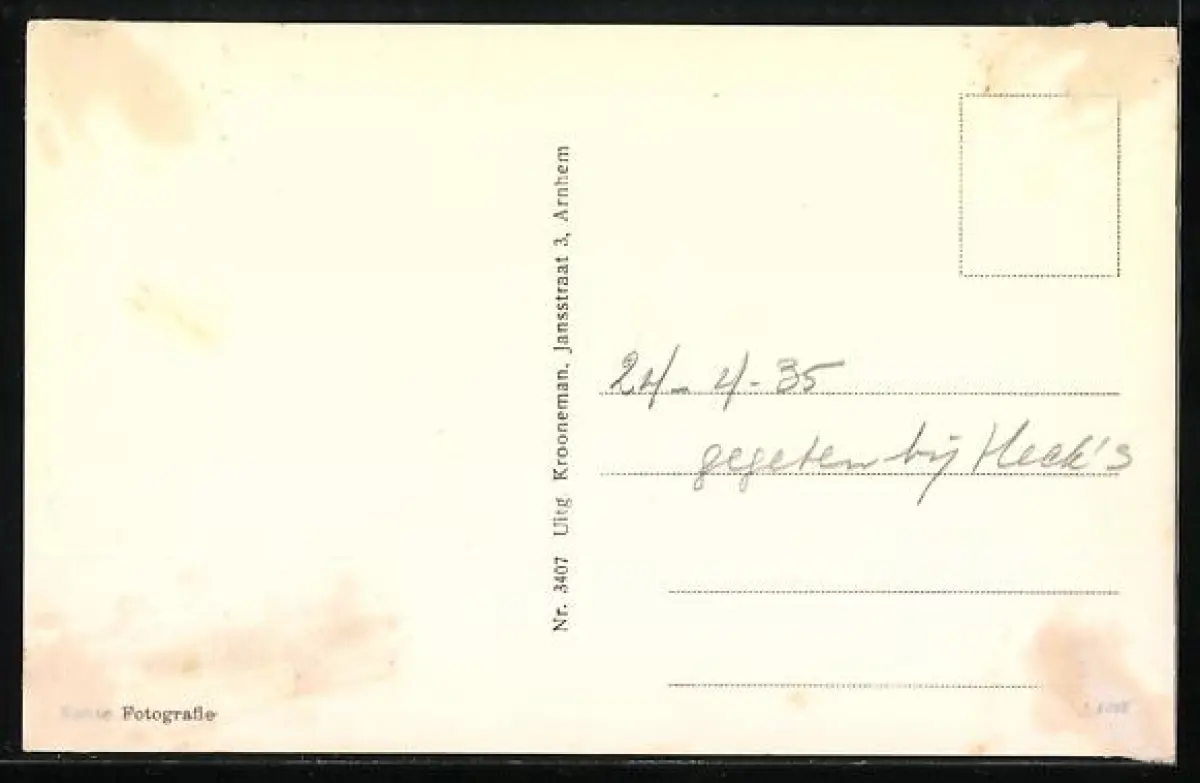 Nr. 3407 Uitg Krooneman, Jansstraat 3, Arnhem
24-4-35
gegeten bij Heck's
Fotografie